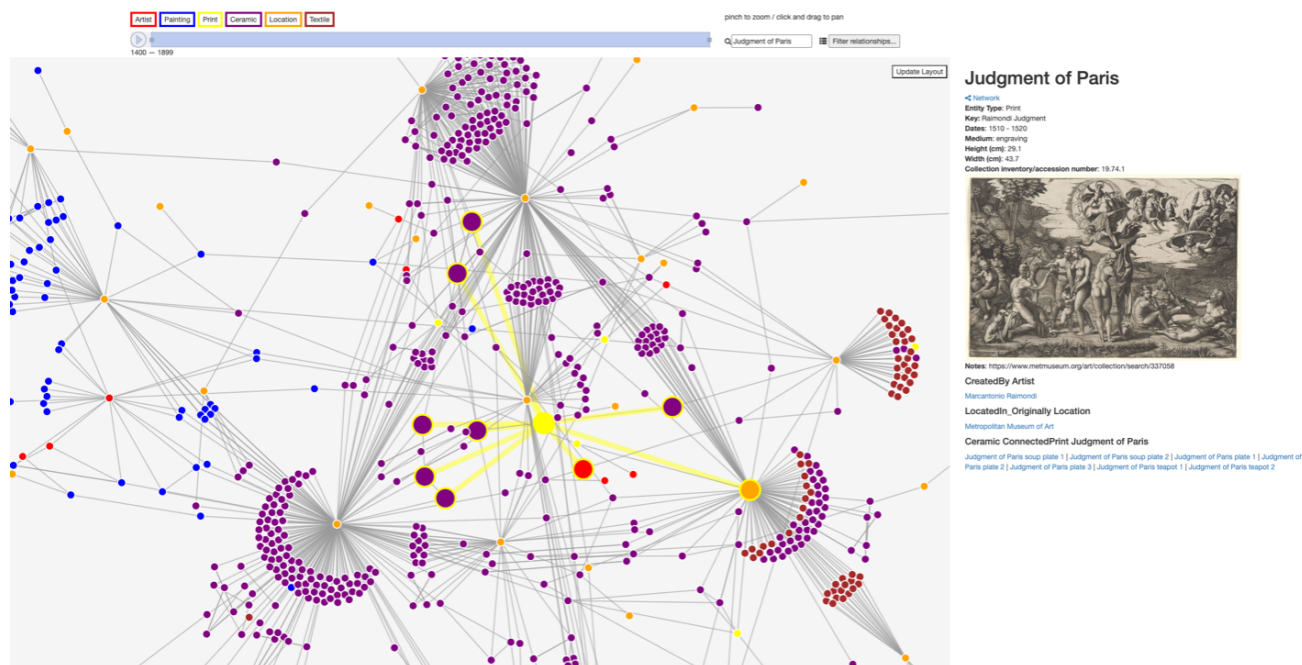 Artist Painting Print Ceramic Location Textile
pinch to zoom / click and drag to pan
Judgment of Paris Filter relationships...
1400 — 1899
Update Layout
Judgment of Paris
Network
Entity Type: Print
Key: Raimondi Judgment
Dates: 1510 - 1520
Medium: engraving
Height (cm): 29.1
Width (cm): 43.7
Collection inventory/accession number: 19.74.1
Notes: https://www.metmuseum.org/art/collection/search/337058
CreatedBy Artist
Marcantonio Raimondi
LocatedIn_Originally Location
Metropolitan Museum of Art
Ceramic ConnectedPrint Judgment of Paris
Judgment of Paris soup plate 1 | Judgment of Paris soup plate 2 | Judgment of Paris plate 1 | Judgment of
Paris plate 2 | Judgment of Paris plate 3 | Judgment of Paris teapot 1 | Judgment of Paris teapot 2